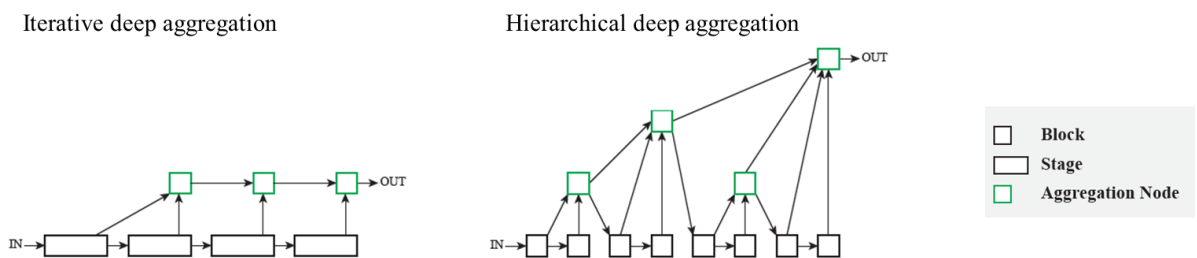 Iterative deep aggregation
Hierarchical deep aggregation
OUT
Block
Stage
OUT
Aggregation Node
IN
IN